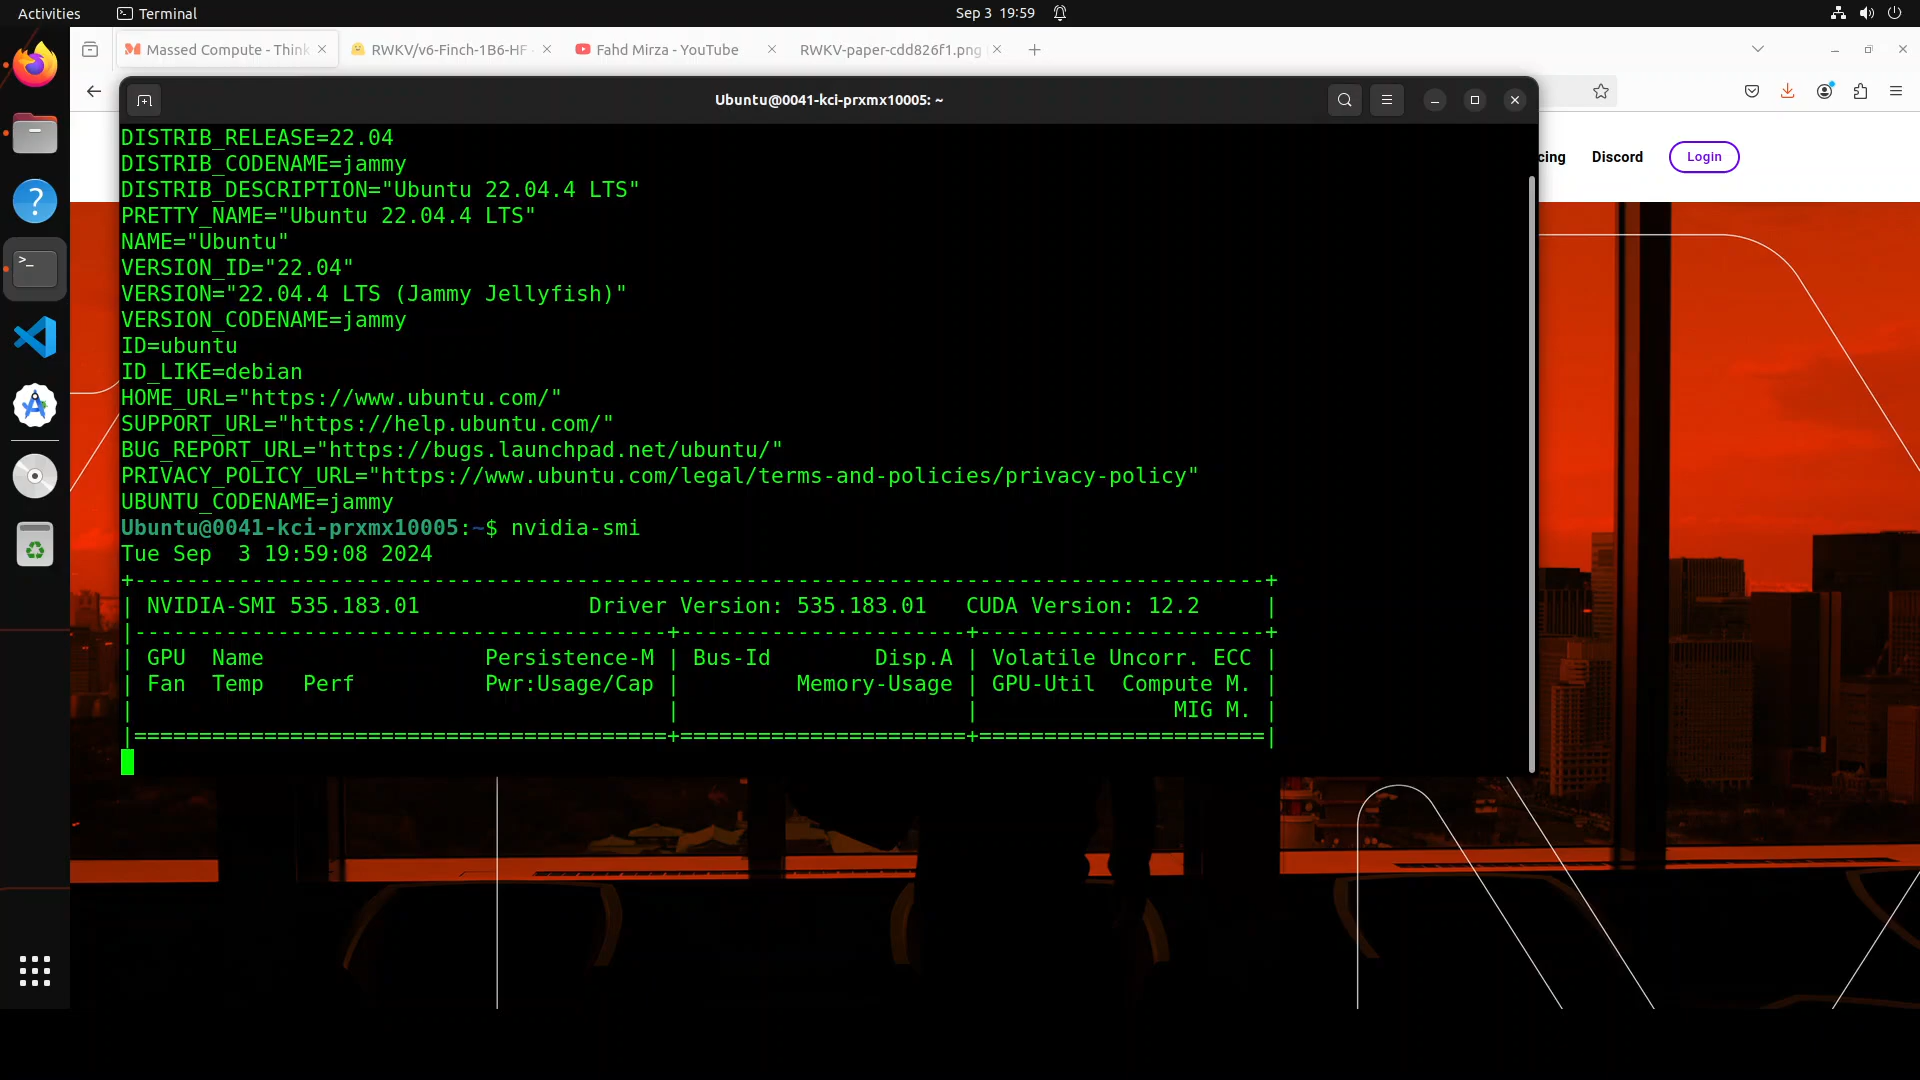 Activities
Terminal
Sep 3 19:59
Massed Compute - Think
RWKV/v6-Finch-1B6-HF
Fahd Mirza - YouTube
RWKV-paper-cdd826f1.png
Ubuntu@0041-kci-prxmx10005: ~
cing
Discord
Login
DISTRIB_RELEASE=22.04
DISTRIB_CODENAME=jammy
DISTRIB_DESCRIPTION="Ubuntu 22.04.4 LTS"
PRETTY_NAME="Ubuntu 22.04.4 LTS"
NAME="Ubuntu"
VERSION_ID="22.04"
VERSION="22.04.4 LTS (Jammy Jellyfish)"
VERSION_CODENAME=jammy
ID=ubuntu
ID_LIKE=debian
HOME_URL="https://www.ubuntu.com/"
SUPPORT_URL="https://help.ubuntu.com/"
BUG_REPORT_URL="https://bugs.launchpad.net/ubuntu/"
PRIVACY_POLICY_URL="https://www.ubuntu.com/legal/terms-and-policies/privacy-policy"
UBUNTU_CODENAME=jammy
Ubuntu@0041-kci-prxmx10005:~$ nvidia-smi
Tue Sep  3 19:59:08 2024
+---------------------------------------------------------------------------------------+
| NVIDIA-SMI 535.183.01             Driver Version: 535.183.01   CUDA Version: 12.2     |
|-----------------------------------------+----------------------+----------------------+
| GPU  Name                 Persistence-M | Bus-Id        Disp.A | Volatile Uncorr. ECC |
| Fan  Temp   Perf          Pwr:Usage/Cap |         Memory-Usage | GPU-Util  Compute M. |
|                                         |                      |               MIG M. |
|=========================================+======================+======================|